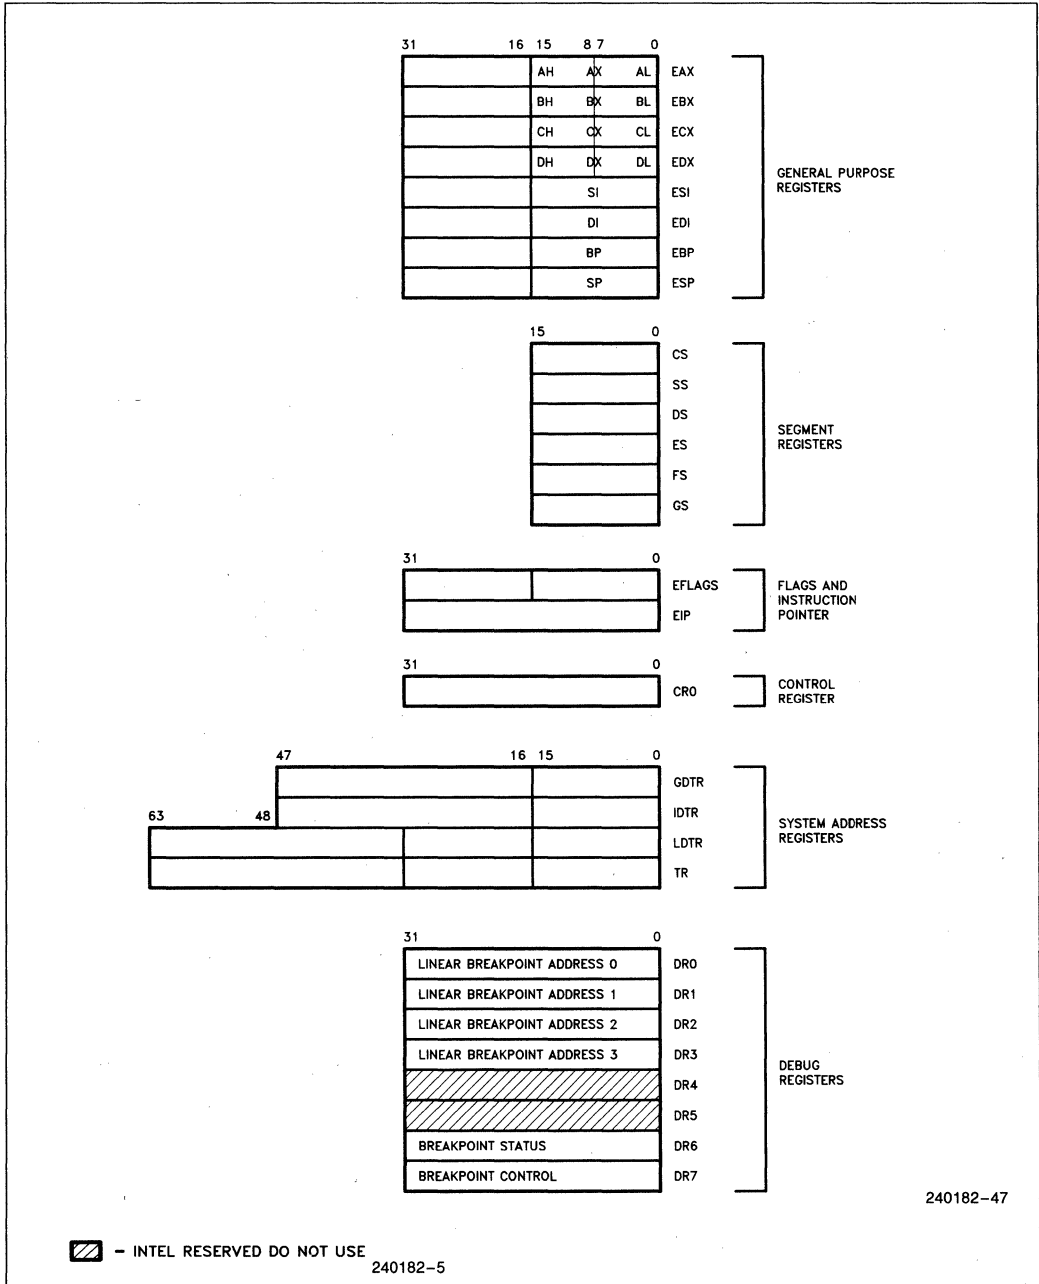 31 16 15 8 7 0
AH AX AL EAX
BH BX BL EBX
CH CX CL ECX
DH DX DL EDX
SI ESI
DI EDI
BP EBP
SP ESP
GENERAL PURPOSE
REGISTERS
15 0
CS
SS
DS
ES
FS
GS
SEGMENT
REGISTERS
31 0
EFLAGS
EIP
FLAGS AND
INSTRUCTION
POINTER
31 0
CR0
CONTROL
REGISTER
47 16 15 0
GDTR
IDTR
63 48
LDTR
TR
SYSTEM ADDRESS
REGISTERS
31 0
LINEAR BREAKPOINT ADDRESS 0 DR0
LINEAR BREAKPOINT ADDRESS 1 DR1
LINEAR BREAKPOINT ADDRESS 2 DR2
LINEAR BREAKPOINT ADDRESS 3 DR3
DR4
DR5
BREAKPOINT STATUS DR6
BREAKPOINT CONTROL DR7
DEBUG
REGISTERS
240182-47
- INTEL RESERVED DO NOT USE
240182-5